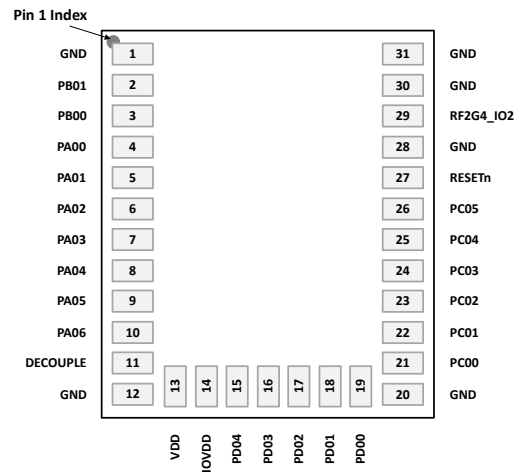 Pin 1 Index
GND 1 31 GND
PB01 2 30 GND
PB00 3 29 RF2G4_IO2
PA00 4 28 GND
PA01 5 27 RESETn
PA02 6 26 PC05
PA03 7 25 PC04
PA04 8 24 PC03
PA05 9 23 PC02
PA06 10 22 PC01
DECOUPLE 11 21 PC00
GND 12 20 GND
13 14 15 16 17 18 19
VDD IOVDD PD04 PD03 PD02 PD01 PD00